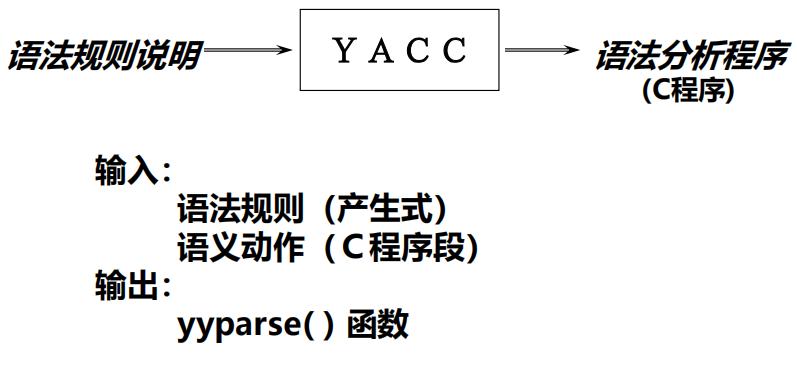 语法规则说明
YACC
语法分析程序
(C程序)
输入：
语法规则（产生式）
语义动作（C程序段）
输出：
yyparse( ) 函数